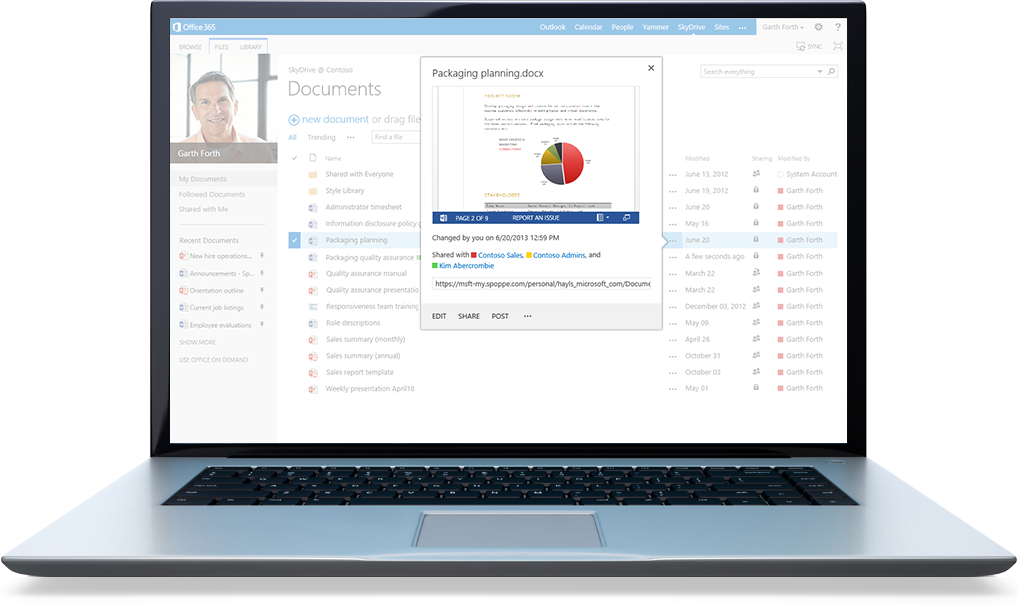 Office 365
Outlook Calendar People Yammer SkyDrive Sites ••• Garth Forth ?
BROWSE FILES LIBRARY
SYNC
Garth Forth
My Documents
Followed Documents
Shared with Me
Recent Documents
New hire operations...
Announcements - Sp...
Orientation outline
Current job listings
Employee evaluations
SHOW MORE
USE OFFICE ON DEMAND
SkyDrive @ Contoso
Documents
Search everything
new document or drag file
All Trending ••• Find a file
Name Modified Sharing Modified By
Shared with Everyone ••• June 13, 2012 System Account
Style Library ••• June 19, 2012 Garth Forth
Administrator timesheet ••• June 20 Garth Forth
Information disclosure policy ••• May 16 Garth Forth
Packaging planning ••• June 20 Garth Forth
Packaging quality assurance ••• A few seconds ago Garth Forth
Quality assurance manual ••• March 22 Garth Forth
Quality assurance presentatio ••• March 22 Garth Forth
Responsiveness team training ••• December 03, 2012 Garth Forth
Role descriptions ••• May 09 Garth Forth
Sales summary (monthly) ••• April 26 Garth Forth
Sales summary (annual) ••• October 31 Garth Forth
Sales report template ••• October 03 Garth Forth
Weekly presentation April18 ••• May 01 Garth Forth
Packaging planning.docx
PROJECT SCOPE
STAKEHOLDERS
PAGE 2 OF 9 REPORT AN ISSUE
Changed by you on 6/20/2013 12:59 PM
Shared with Contoso Sales, Contoso Admins, and
Kim Abercrombie
https://msft-my.spoppe.com/personal/hayls_microsoft_com/Docume
EDIT SHARE POST •••